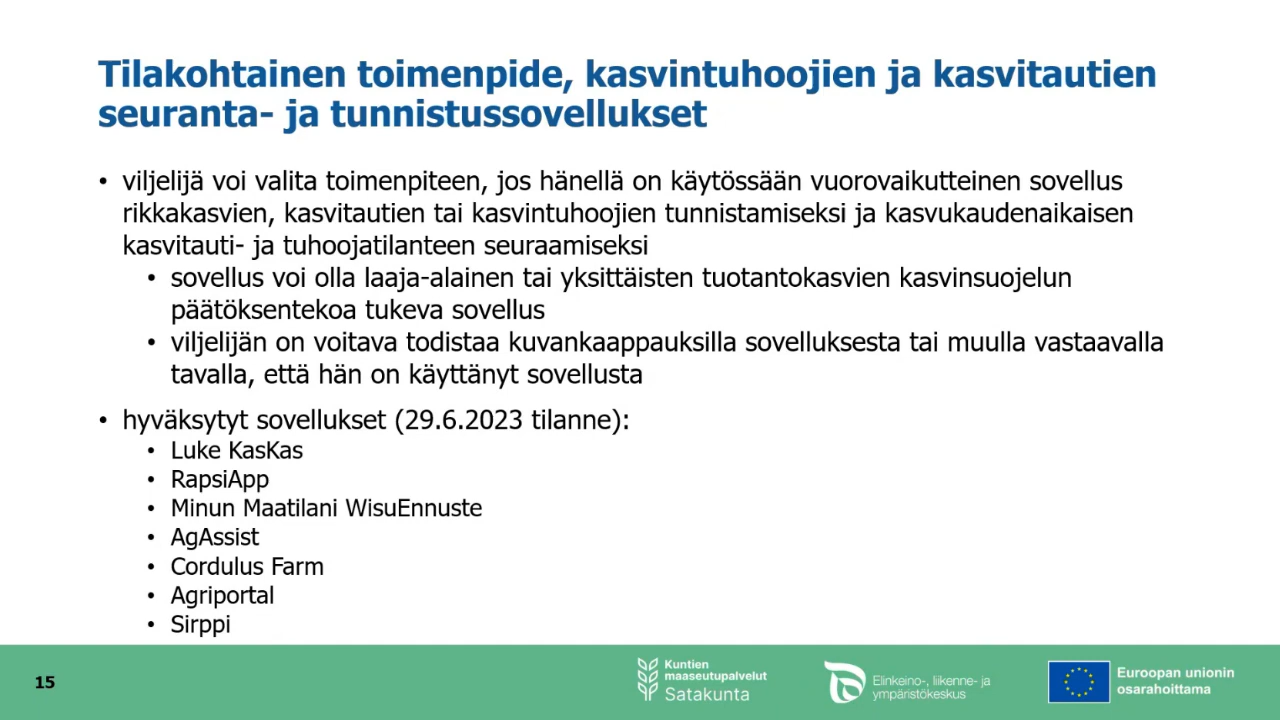 Tilakohtainen toimenpide, kasvintuhoojien ja kasvitautien
seuranta- ja tunnistussovellukset
• viljelijä voi valita toimenpiteen, jos hänellä on käytössään vuorovaikutteinen sovellus
rikkakasvien, kasvitautien tai kasvintuhoojien tunnistamiseksi ja kasvukaudenaikaisen
kasvitauti- ja tuhoojatilanteen seuraamiseksi
• sovellus voi olla laaja-alainen tai yksittäisten tuotantokasvien kasvinsuojelun
päätöksentekoa tukeva sovellus
• viljelijän on voitava todistaa kuvankaappauksilla sovelluksesta tai muulla vastaavalla
tavalla, että hän on käyttänyt sovellusta
• hyväksytyt sovellukset (29.6.2023 tilanne):
• Luke KasKas
• RapsiApp
• Minun Maatilani WisuEnnuste
• AgAssist
• Cordulus Farm
• Agriportal
• Sirppi
15
Kuntien
maaseutupalvelut
Satakunta
Elinkeino-, liikenne- ja
ympäristökeskus
Euroopan unionin
osarahoittama